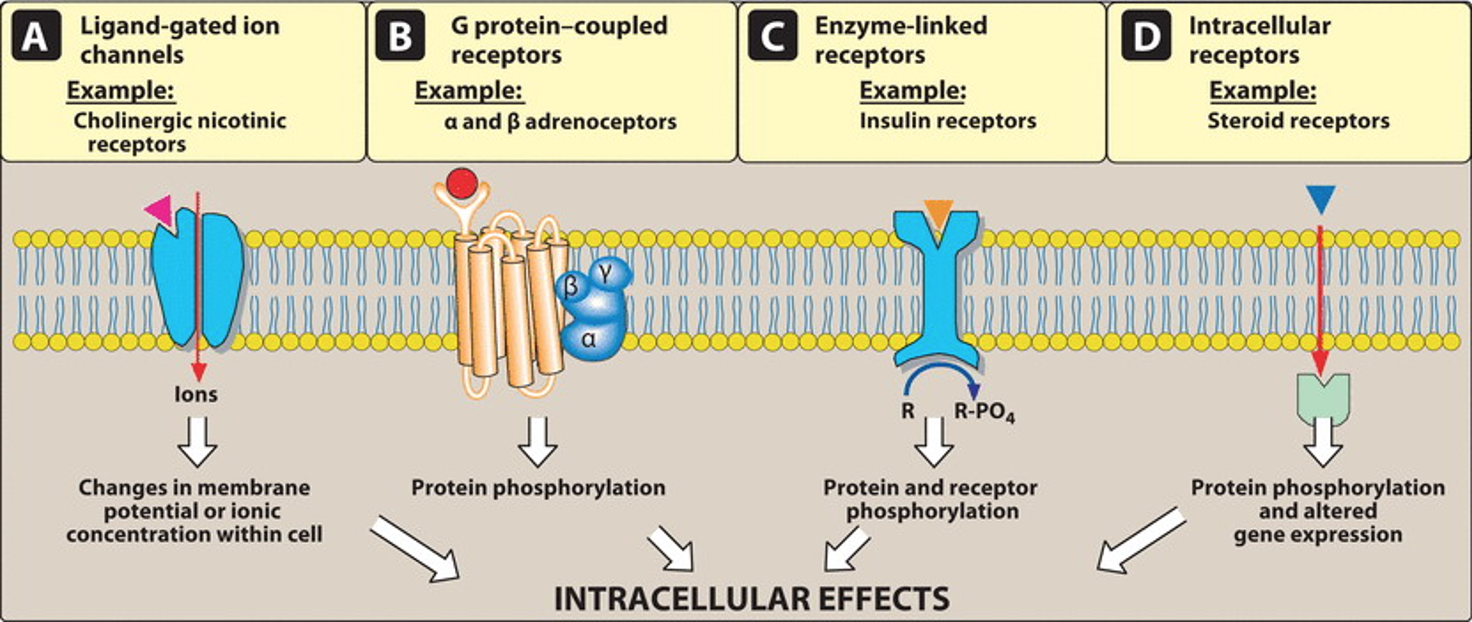 A
Ligand-gated ion
channels
Example:
Cholinergic nicotinic
receptors
B
G protein–coupled
receptors
Example:
α and β adrenoceptors
C
Enzyme-linked
receptors
Example:
Insulin receptors
D
Intracellular
receptors
Example:
Steroid receptors
β
γ
α
Ions
R
R-PO4
Changes in membrane
potential or ionic
concentration within cell
Protein phosphorylation
Protein and receptor
phosphorylation
Protein phosphorylation
and altered
gene expression
INTRACELLULAR EFFECTS